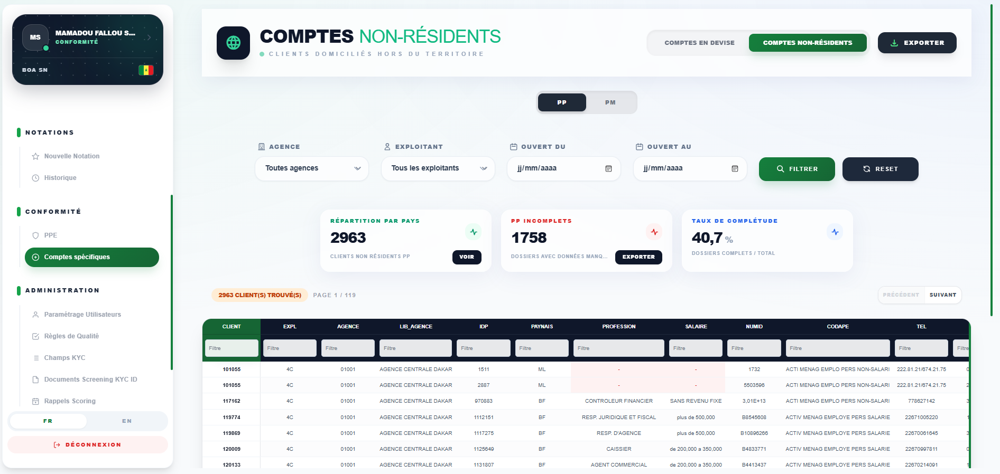 MS
MAMADOU FALLOU S...
CONFORMITÉ
BOA SN
NOTATIONS
Nouvelle Notation
Historique
CONFORMITÉ
PPE
Comptes spécifiques
ADMINISTRATION
Paramétrage Utilisateurs
Règles de Qualité
Champs KYC
Documents Screening KYC ID
Rappels Scoring
FR EN
DÉCONNEXION
COMPTES NON-RÉSIDENTS
CLIENTS DOMICILIÉS HORS DU TERRITOIRE
COMPTES EN DEVISE COMPTES NON-RÉSIDENTS EXPORTER
PP PM
AGENCE EXPLOITANT OUVERT DU OUVERT AU
Toutes agences Tous les exploitants jj/mm/aaaa jj/mm/aaaa FILTRER RESET
RÉPARTITION PAR PAYS
2963
CLIENTS NON RÉSIDENTS PP VOIR
PP INCOMPLETS
1758
DOSSIERS AVEC DONNÉES MANQ... EXPORTER
TAUX DE COMPLÉTUDE
40,7 %
DOSSIERS COMPLETS / TOTAL
2963 CLIENT(S) TROUVÉ(S) PAGE 1 / 119 PRÉCÉDENT SUIVANT
CLIENT EXPL AGENCE LIB_AGENCE IDP PAYNAIS PROFESSION SALAIRE NUMID CODAPE TEL
Filtre Filtre Filtre Filtre Filtre Filtre Filtre Filtre Filtre Filtre Filtre Filtre
101055 4C 01001 AGENCE CENTRALE DAKAR 1511 ML - - 1732 ACTI MENAG EMPLO PERS NON-SALARI 222.81.21/674.21.75
101055 4C 01001 AGENCE CENTRALE DAKAR 2887 ML - - 5503596 ACTI MENAG EMPLO PERS NON-SALARI 222.81.21/674.21.75
117162 4C 01001 AGENCE CENTRALE DAKAR 970883 BF CONTROLEUR FINANCIER SANS REVENU FIXE 3,01E+13 ACTI MENAG EMPLO PERS NON-SALARI 778627142
119774 4C 01001 AGENCE CENTRALE DAKAR 1112151 BF RESP. JURIDIQUE ET FISCAL plus de 500,000 B8545608 ACTIV MENAG EMPLOYE PERS SALARIE 22671005220
119869 4C 01001 AGENCE CENTRALE DAKAR 1117275 BF RESP. D'AGENCE plus de 500,000 B10896266 ACTIV MENAG EMPLOYE PERS SALARIE 22670061645
120009 4C 01001 AGENCE CENTRALE DAKAR 1125649 BF CAISSIER de 200,000 a 350,000 B4833771 ACTIV MENAG EMPLOYE PERS SALARIE 22670997811
120133 4C 01001 AGENCE CENTRALE DAKAR 1131807 BF AGENT COMMERCIAL de 200,000 a 350,000 B4413437 ACTIV MENAG EMPLOYE PERS SALARIE 22670214091